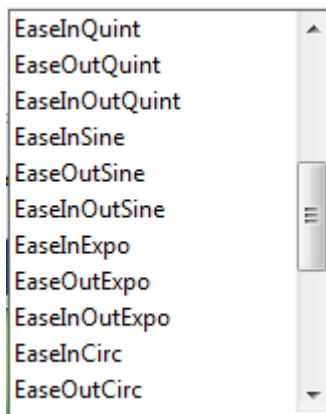 EaseInQuint
EaseOutQuint
EaseInOutQuint
EaseInSine
EaseOutSine
EaseInOutSine
EaseInExpo
EaseOutExpo
EaseInOutExpo
EaseInCirc
EaseOutCirc